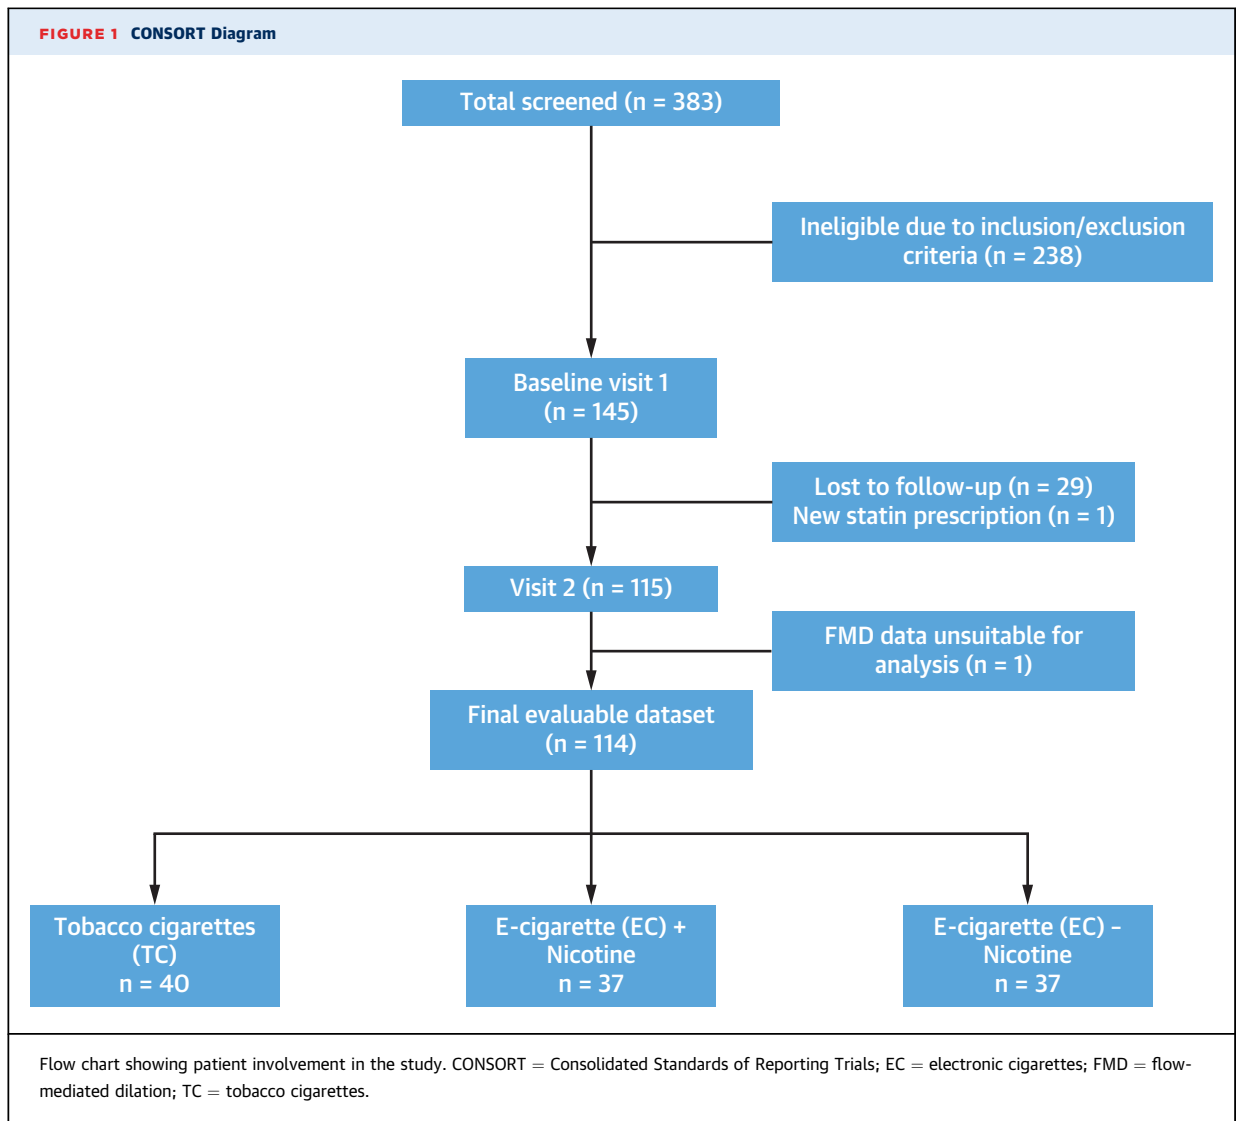 FIGURE 1 CONSORT Diagram
Total screened (n = 383)
Ineligible due to inclusion/exclusion
criteria (n = 238)
Baseline visit 1
(n = 145)
Lost to follow-up (n = 29)
New statin prescription (n = 1)
Visit 2 (n = 115)
FMD data unsuitable for
analysis (n = 1)
Final evaluable dataset
(n = 114)
Tobacco cigarettes
(TC)
n = 40
E-cigarette (EC) +
Nicotine
n = 37
E-cigarette (EC) –
Nicotine
n = 37
Flow chart showing patient involvement in the study. CONSORT = Consolidated Standards of Reporting Trials; EC = electronic cigarettes; FMD = flow-
mediated dilation; TC = tobacco cigarettes.